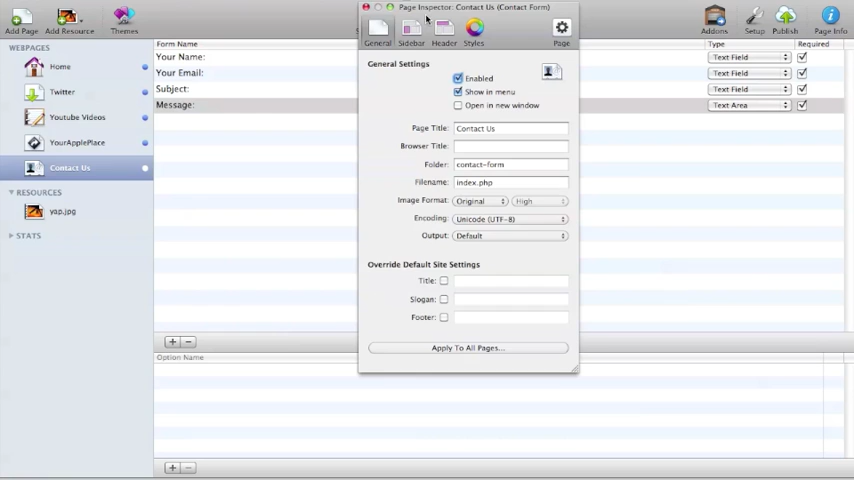 Page Inspector: Contact Us (Contact Form)
Add Page
Add Resource
Themes
S
Addons
Setup
Publish
Page Info
General
Sidebar
Header
Styles
Page
WEBPAGES
Home
Twitter
Youtube Videos
YourApplePlace
Contact Us
RESOURCES
yap.jpg
STATS
Form Name
Type
Required
Your Name:
Text Field
Your Email:
Text Field
Subject:
Text Field
Message:
Text Area
General Settings
Enabled
Show in menu
Open in new window
Page Title: Contact Us
Browser Title:
Folder: contact-form
Filename: index.php
Image Format: Original High
Encoding: Unicode (UTF-8)
Output: Default
Override Default Site Settings
Title:
Slogan:
Footer:
Apply To All Pages...
Option Name